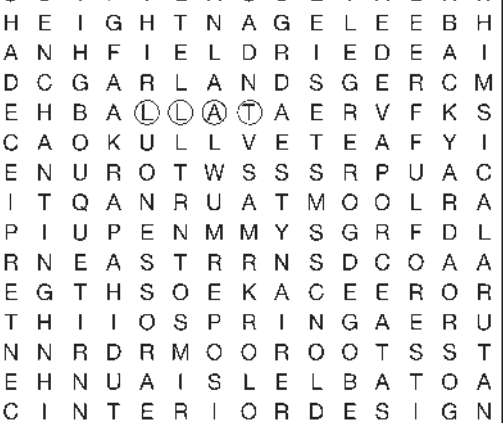 H E I G H T N A G E L E E B H
A N H F I E L D R I E D E A I
D C G A R L A N D S G E R C M
E H B A L L A T A E R V F K S
C A O K U L L V E T E A F Y I
E N U R O T W S S S R P U A C
I T Q A N R U A T M O O L R A
P I U P E N M M Y S G R F D L
R N E A S T R R N S D C O A A
E G T H S O E K A C E E R O R
T H I I O S P R I N G A E R U
N N R D R M O O R O O T S S T
E H N U A I S L E L B A T O A
C I N T E R I O R D E S I G N